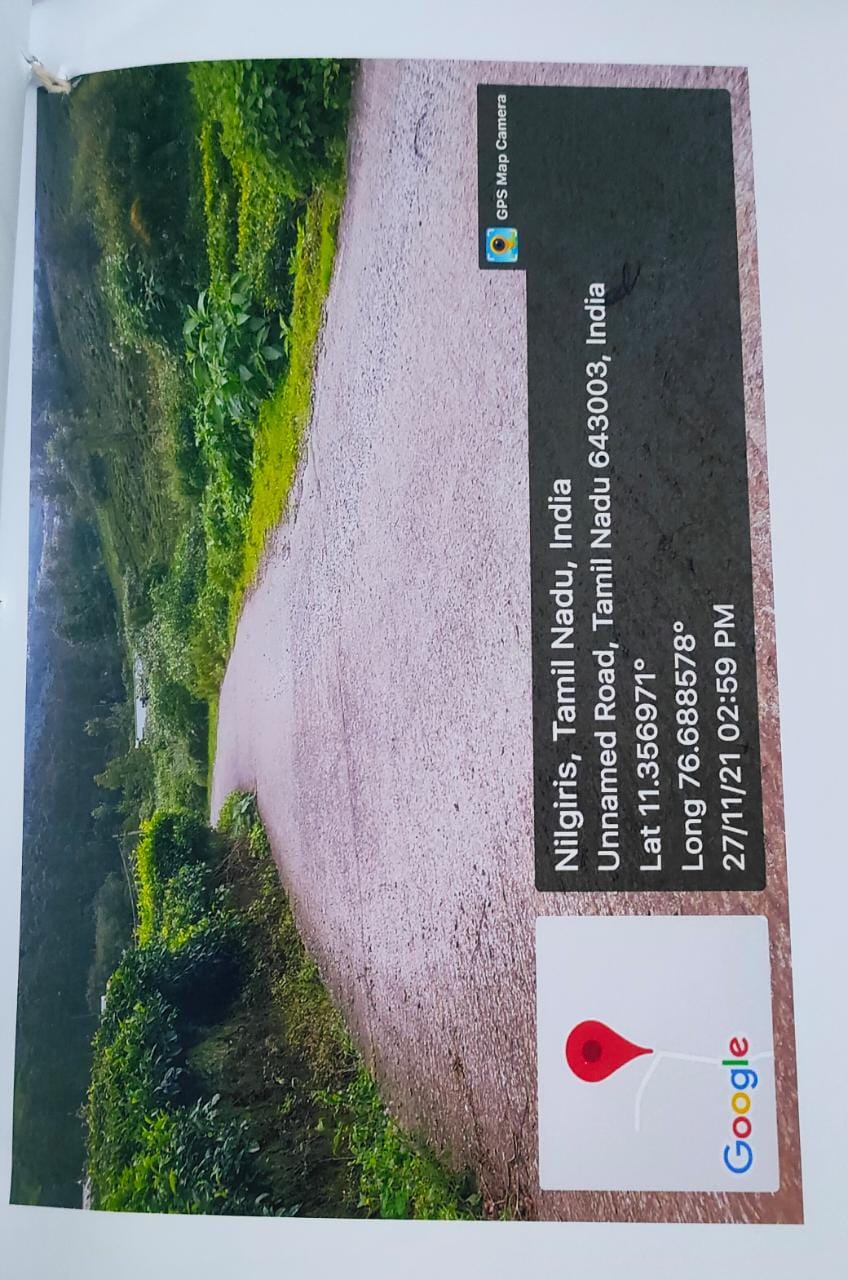 GPS Map Camera
Nilgiris, Tamil Nadu, India
Unnamed Road, Tamil Nadu 643003, India
Lat 11.356971°
Long 76.688578°
27/11/21 02:59 PM
Google